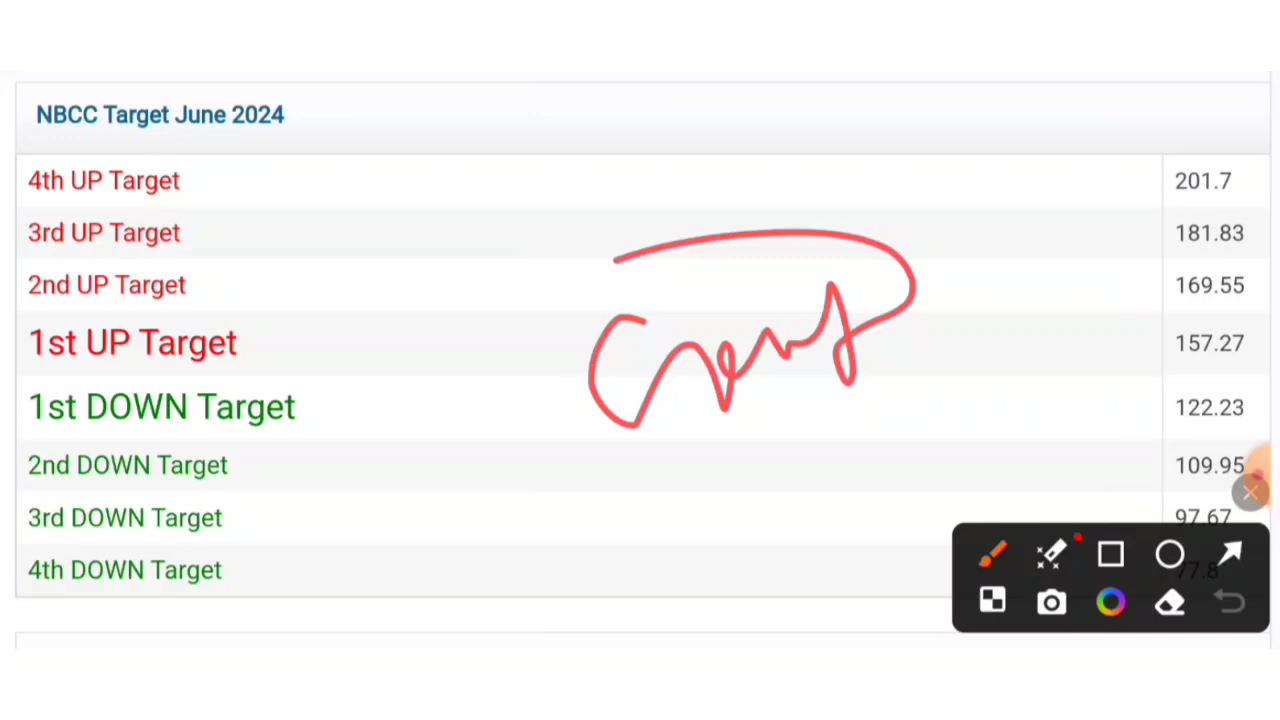 NBCC Target June 2024
4th UP Target 201.7
3rd UP Target 181.83
2nd UP Target 169.55
1st UP Target 157.27
1st DOWN Target 122.23
2nd DOWN Target 109.95
3rd DOWN Target 97.67
4th DOWN Target 77.8